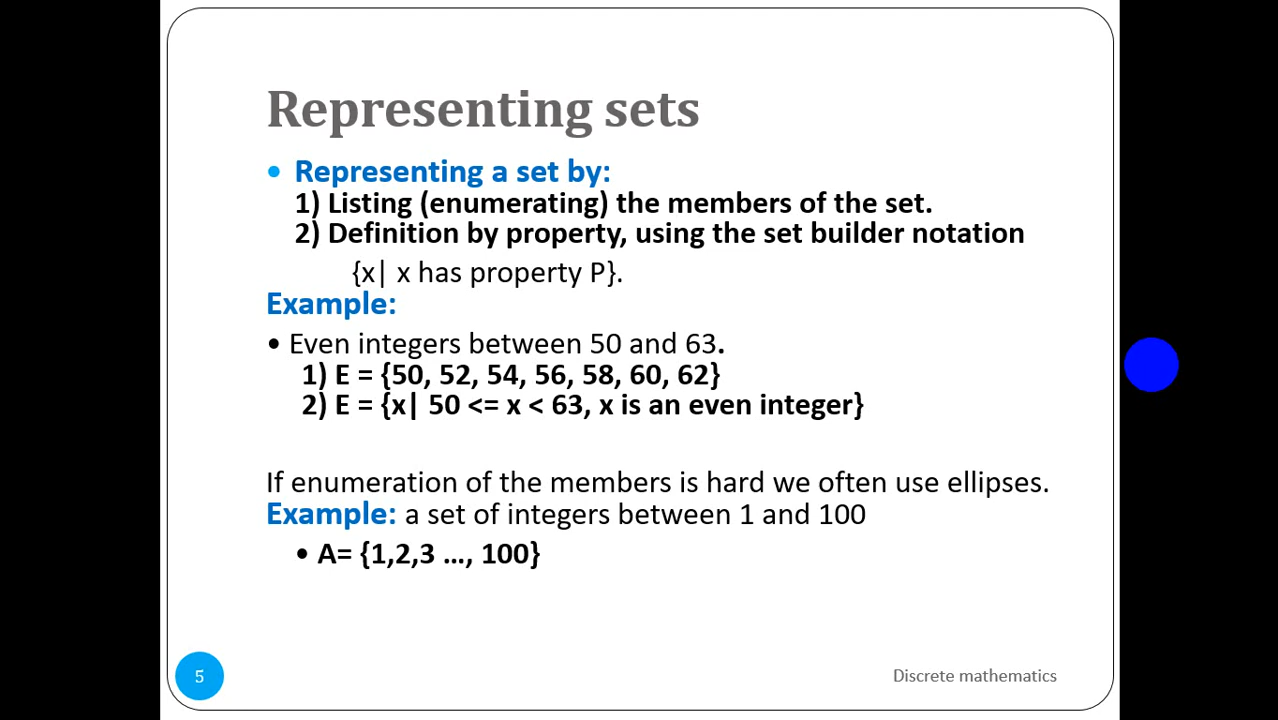 Representing sets
• Representing a set by:
1) Listing (enumerating) the members of the set.
2) Definition by property, using the set builder notation
{x| x has property P}.
Example:
• Even integers between 50 and 63.
1) E = {50, 52, 54, 56, 58, 60, 62}
2) E = {x| 50 <= x < 63, x is an even integer}
If enumeration of the members is hard we often use ellipses.
Example: a set of integers between 1 and 100
• A= {1,2,3 …, 100}
5
Discrete mathematics